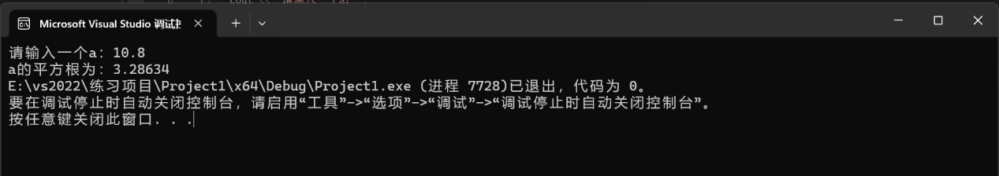 Microsoft Visual Studio 调试
请输入一个a: 10.8
a的平方根为: 3.28634
E:\vs2022\练习项目\Project1\x64\Debug\Project1.exe (进程 7728)已退出，代码为 0。
要在调试停止时自动关闭控制台，请启用“工具”->“选项”->“调试”->“调试停止时自动关闭控制台”。
按任意键关闭此窗口. . .